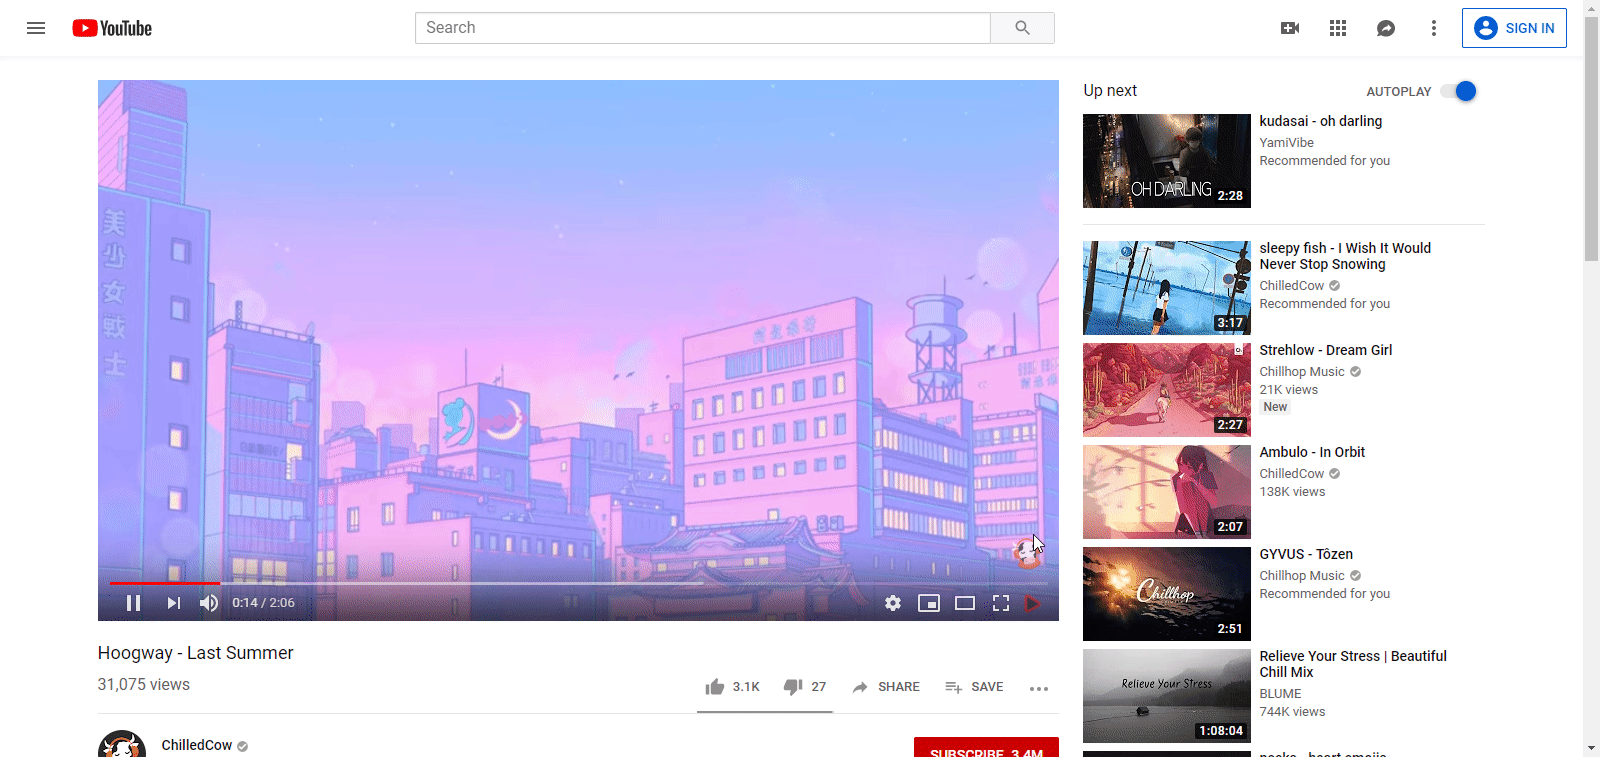 YouTube
Search
SIGN IN
美少女戦士
0:14 / 2:06
Hoogway - Last Summer
31,075 views
3.1K
27
SHARE
SAVE
ChilledCow
SUBSCRIBE 3.4M
Up next
AUTOPLAY
OH DARLING
2:28
kudasai - oh darling
YamiVibe
Recommended for you
3:17
sleepy fish - I Wish It Would
Never Stop Snowing
ChilledCow
Recommended for you
2:27
Strehlow - Dream Girl
Chillhop Music
21K views
New
2:07
Ambulo - In Orbit
ChilledCow
138K views
Chillhop
2:51
GYVUS - Tôzen
Chillhop Music
Recommended for you
Relieve Your Stress
1:08:04
Relieve Your Stress | Beautiful
Chill Mix
BLUME
744K views